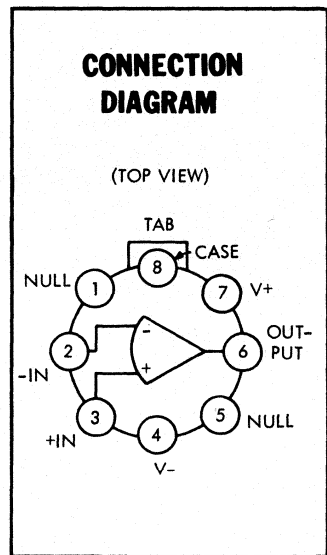 CONNECTION
DIAGRAM
(TOP VIEW)
TAB
CASE
8
NULL
1
7
V+
2
-
OUT-
PUT
6
-IN
+
3
+IN
4
5
NULL
V-